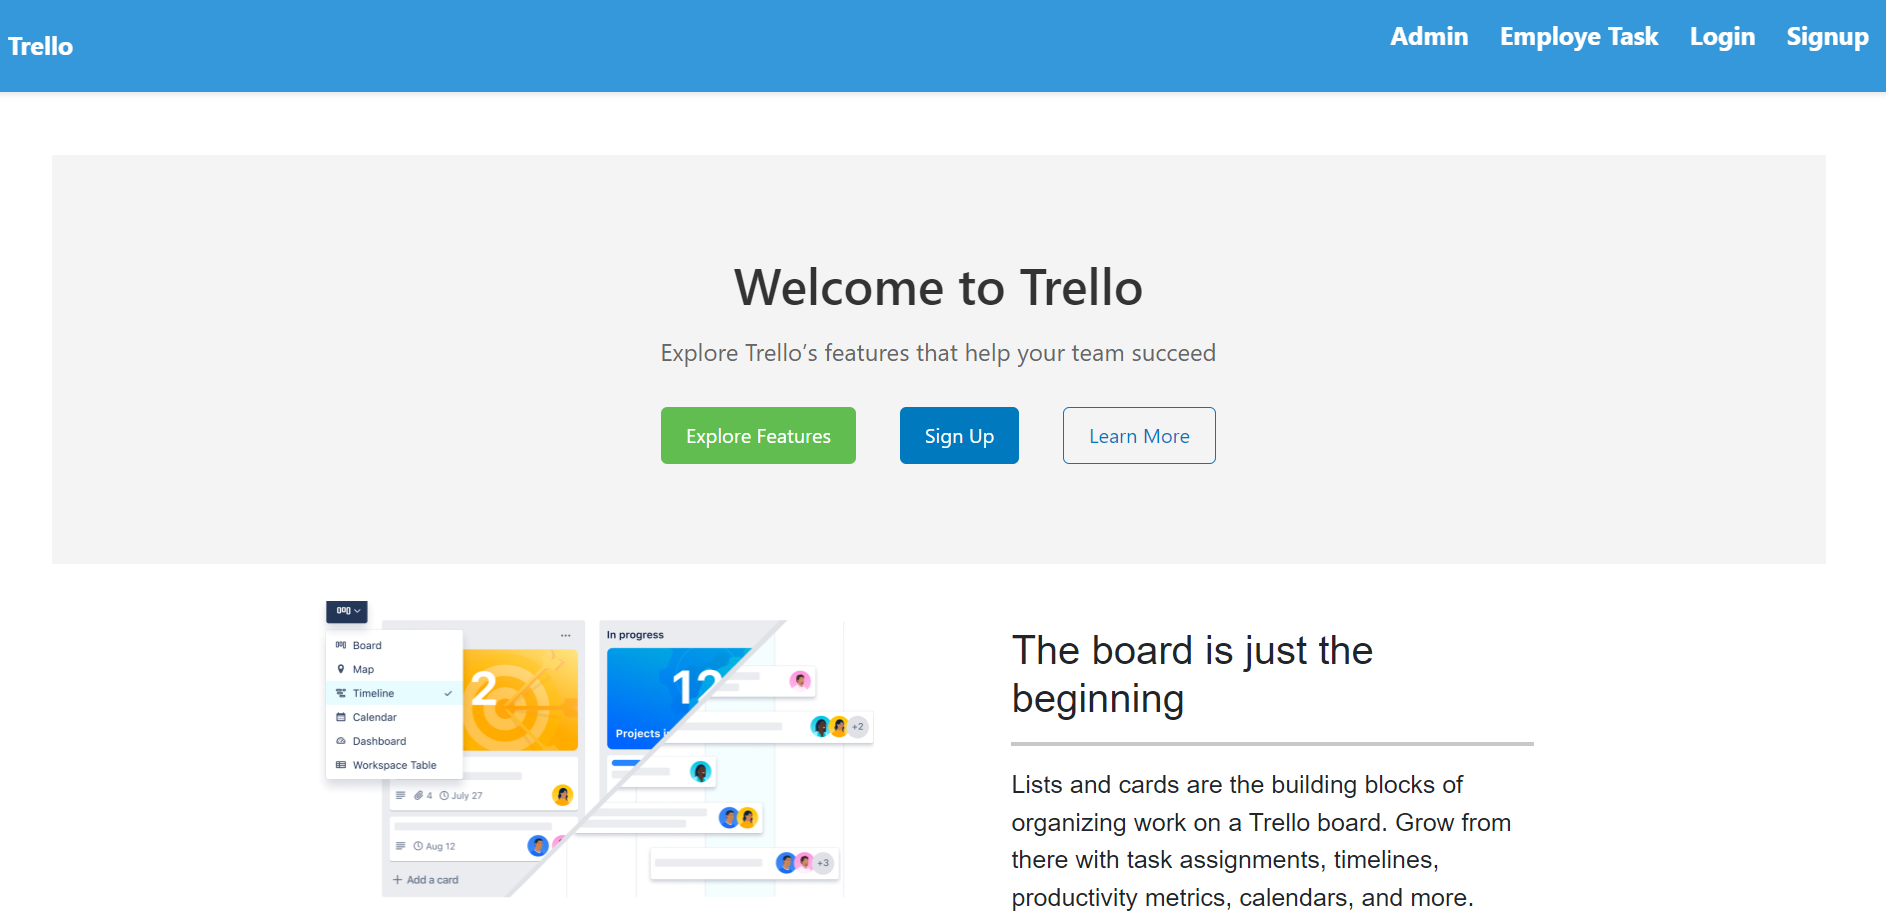 Trello
Admin Employe Task Login Signup
Welcome to Trello
Explore Trello’s features that help your team succeed
Explore Features Sign Up Learn More
Board
Map
Timeline
Calendar
Dashboard
Workspace Table
2
4 July 27
Aug 12
+ Add a card
In progress
12
Projects
+2
+3
The board is just the
beginning
Lists and cards are the building blocks of
organizing work on a Trello board. Grow from
there with task assignments, timelines,
productivity metrics, calendars, and more.